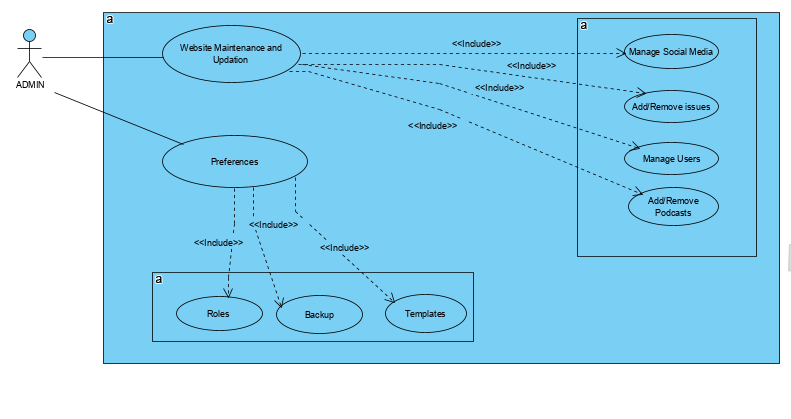 a
a
Website Maintenance and
Updation
<<Include>>
Manage Social Media
<<Include>>
ADMIN
<<Include>>
Add/Remove issues
<<Include>>
Preferences
Manage Users
Add/Remove
Podcasts
<<Include>>
<<Include>>
<<Include>>
a
Roles
Backup
Templates